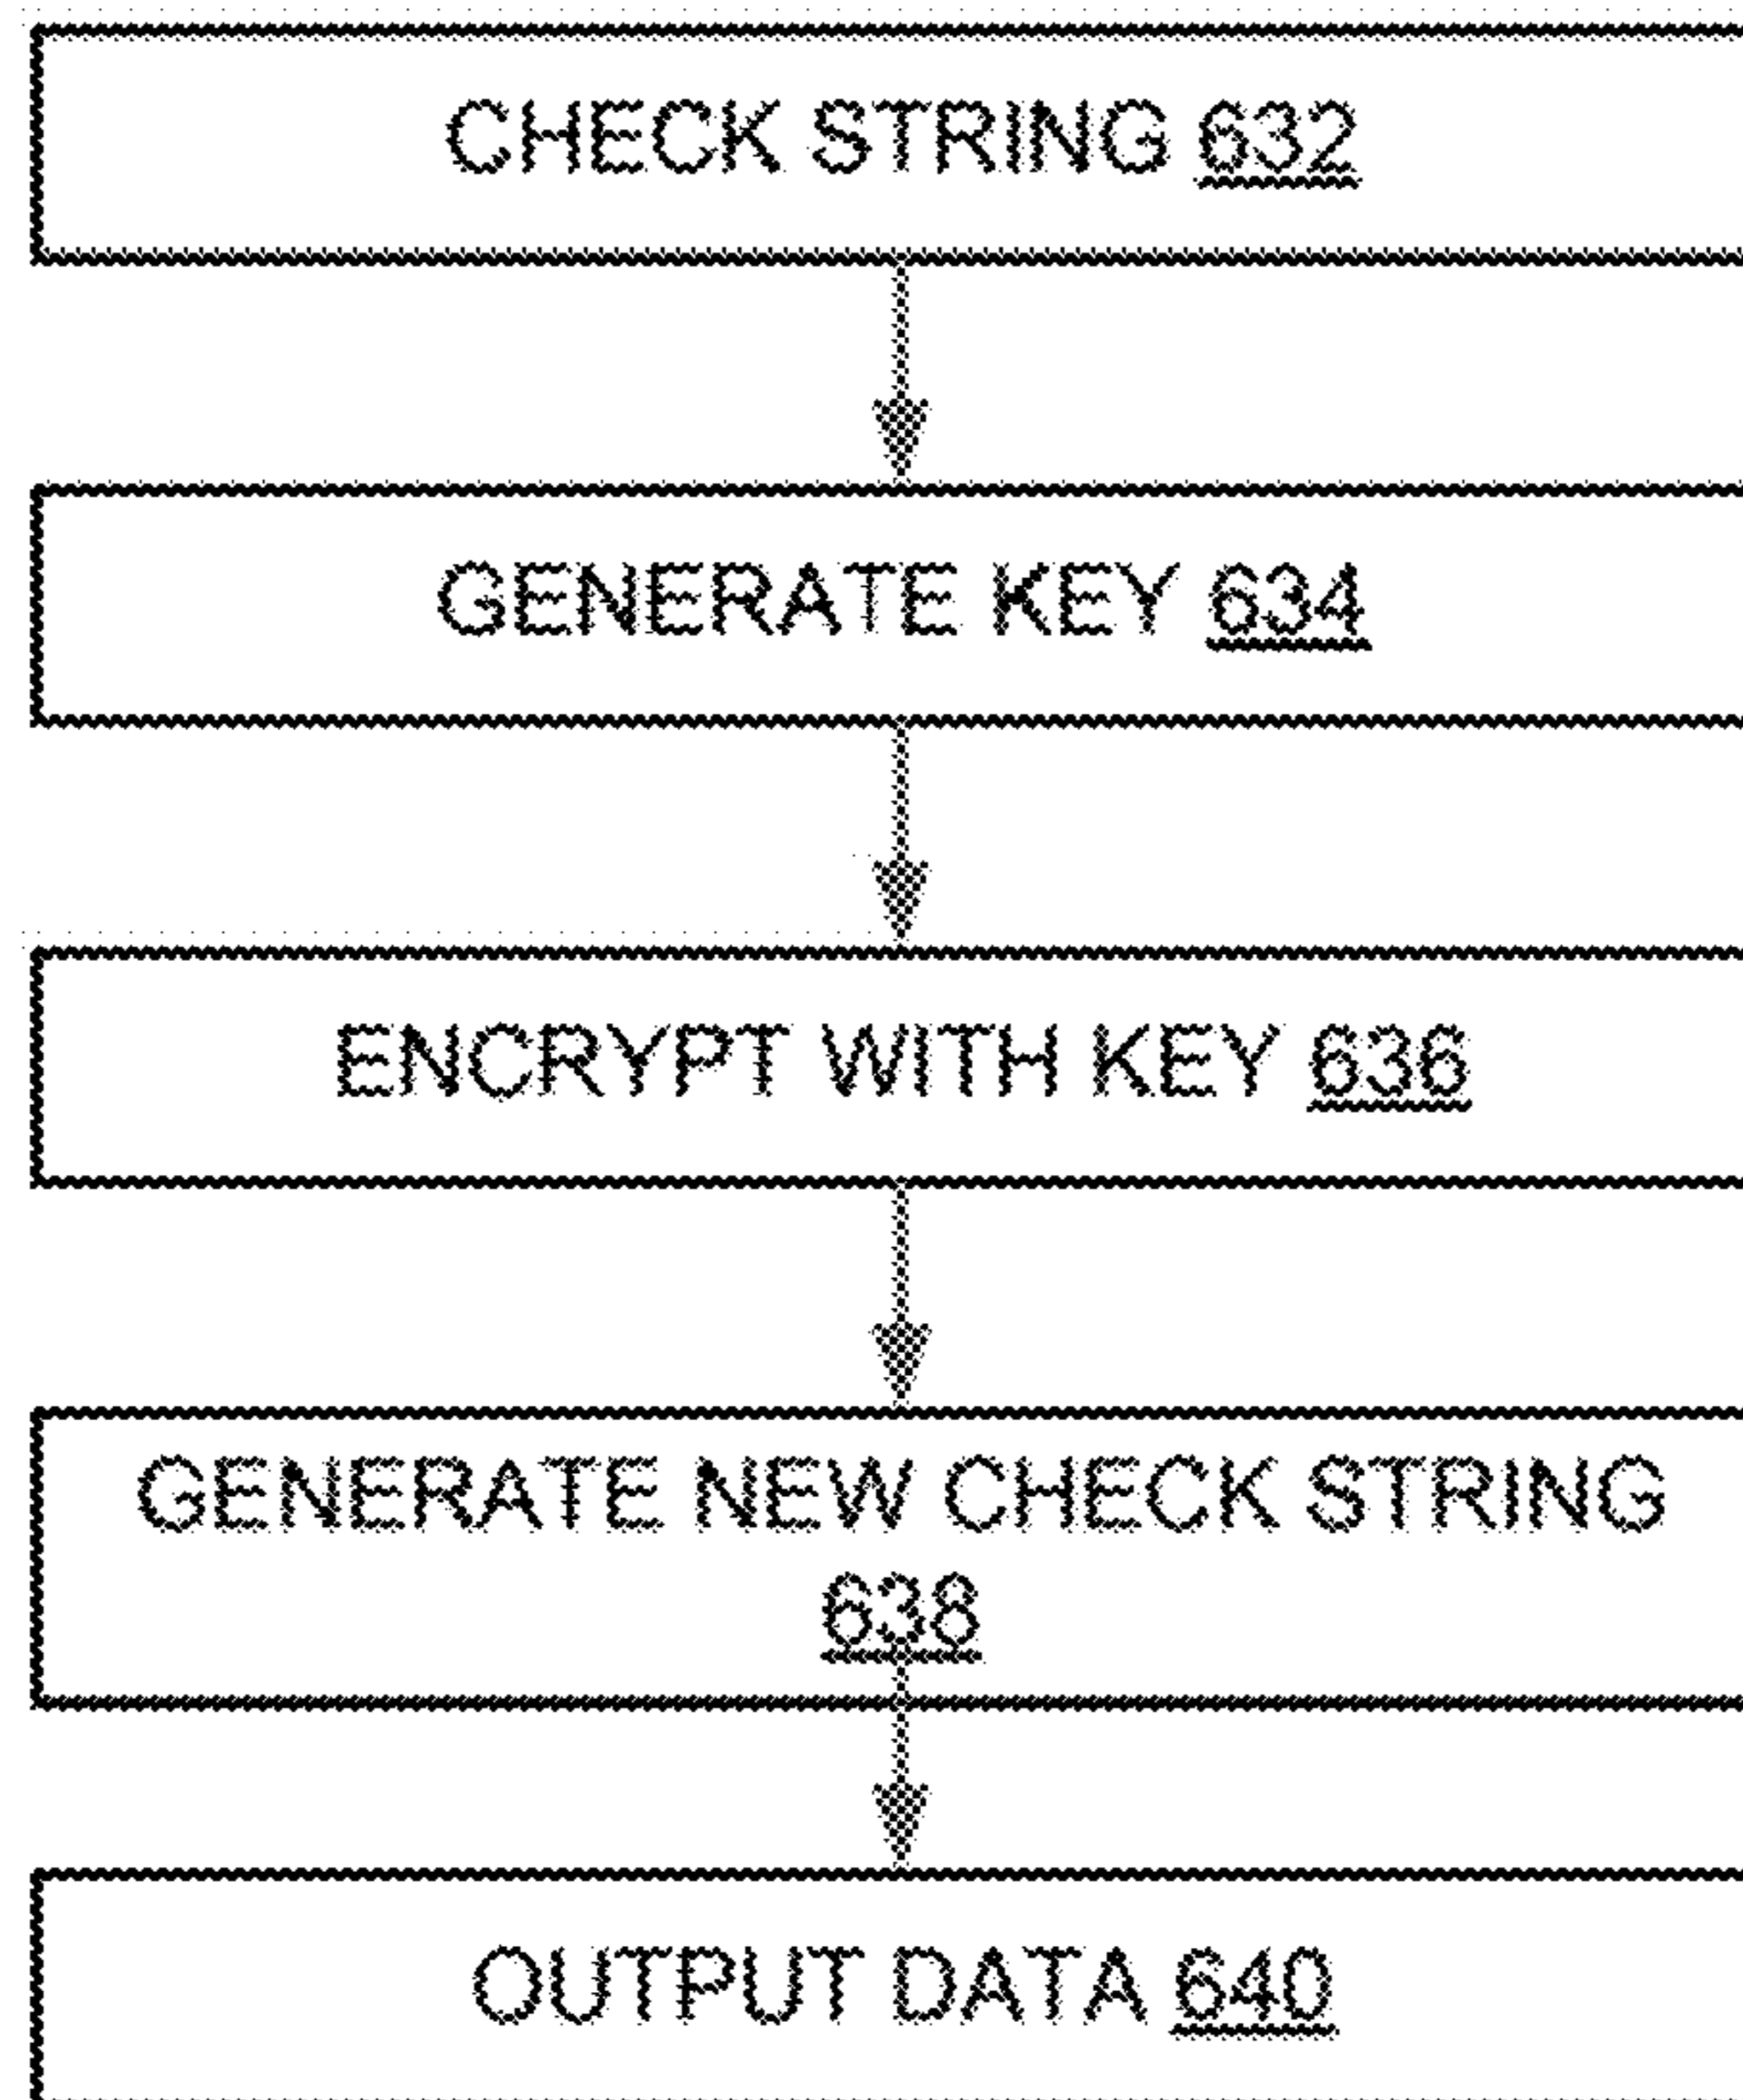 CHECK STRING 632
GENERATE KEY 634
ENCRYPT WITH KEY 636
GENERATE NEW CHECK STRING
638
OUTPUT DATA 640